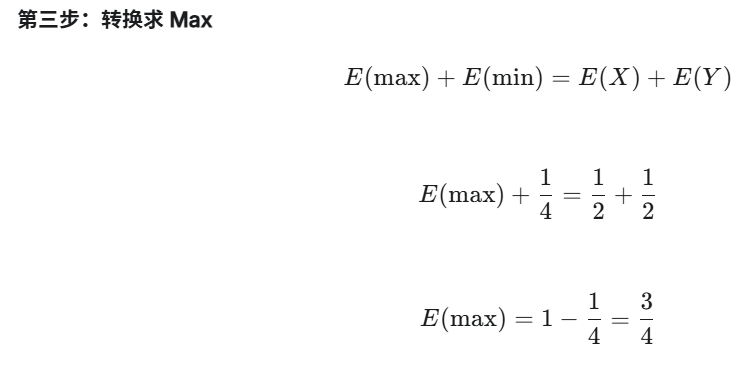 第三步：转换求 Max
E(max) + E(min) = E(X) + E(Y)
E(max) + 1/4 = 1/2 + 1/2
E(max) = 1 − 1/4 = 3/4